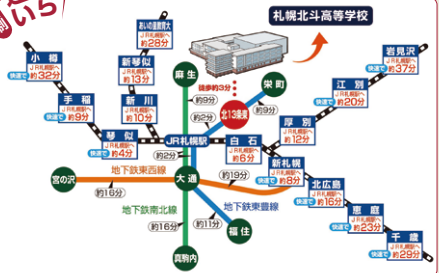 いち
札幌北斗高等学校
あいの里教育大
JR札幌駅へ
約28分
小樽
JR札幌駅へ
快速で 約32分
手稲
JR札幌駅へ
快速で 約9分
琴似
JR札幌駅へ
快速で 約4分
新琴似
JR札幌駅へ
約13分
新川
JR札幌駅へ
約10分
麻生
約9分
徒歩約3分
北13条東
約2分
栄町
約9分
JR札幌駅
約2分
白石
JR札幌駅へ
約6分
厚別
JR札幌駅へ
約12分
江別
JR札幌駅へ
快速で 約20分
岩見沢
JR札幌駅へ
快速で 約37分
新札幌
JR札幌駅へ
快速で 約8分
北広島
JR札幌駅へ
快速で 約16分
恵庭
JR札幌駅へ
快速で 約23分
千歳
JR札幌駅へ
快速で 約29分
宮の沢
約16分
地下鉄東西線
大通
約19分
地下鉄南北線
約16分
真駒内
地下鉄東豊線
約11分
福住